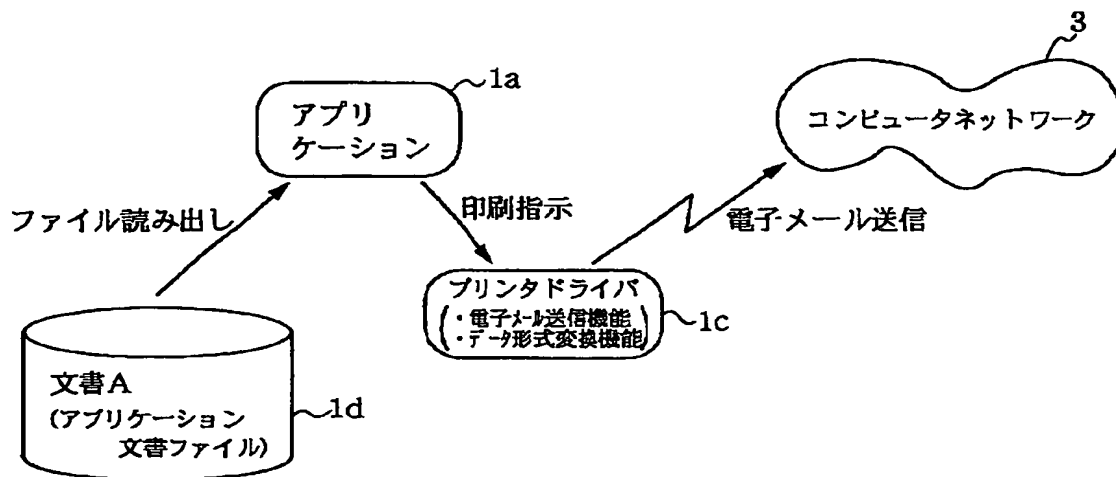 3
1a
アプリ
ケーション
コンピュータネットワーク
ファイル読み出し
印刷指示
電子メール送信
プリンタドライバ
(・電子メール送信機能
・データ形式変換機能)
1c
文書A
(アプリケーション
文書ファイル)
1d